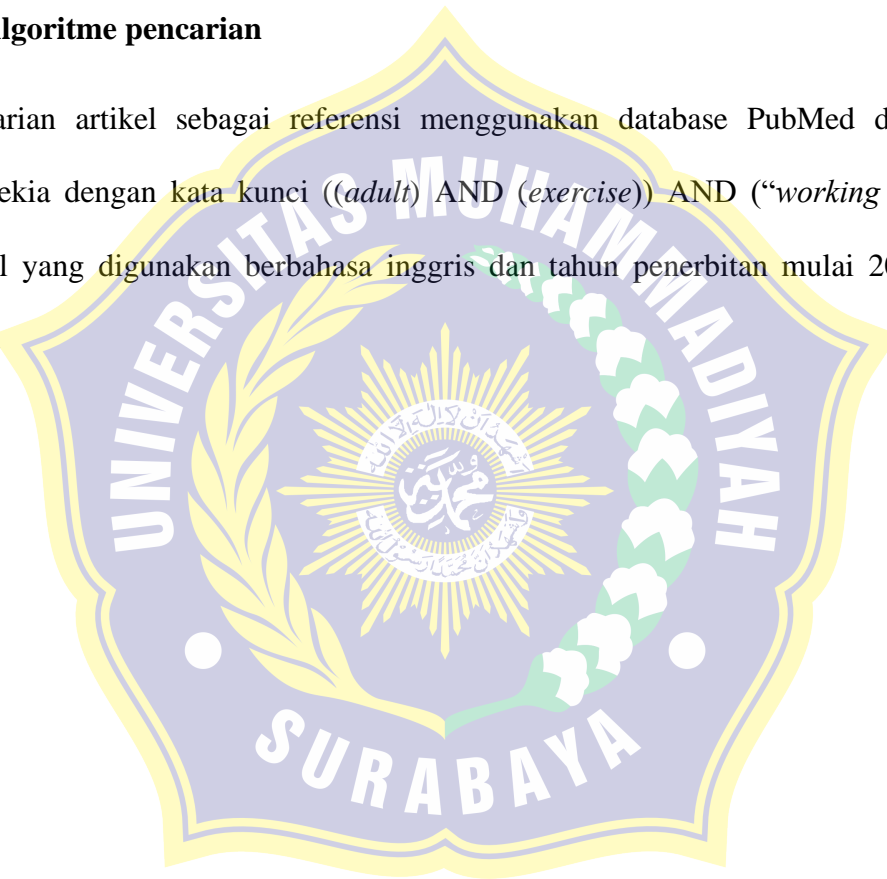 lgoritme pencarian
arian artikel sebagai referensi menggunakan database PubMed d
ekia dengan kata kunci ((adult) AND (exercise)) AND (“working
l yang digunakan berbahasa inggris dan tahun penerbitan mulai 20
UNIVERSITAS MUHAMMADIYAH
SURABAYA